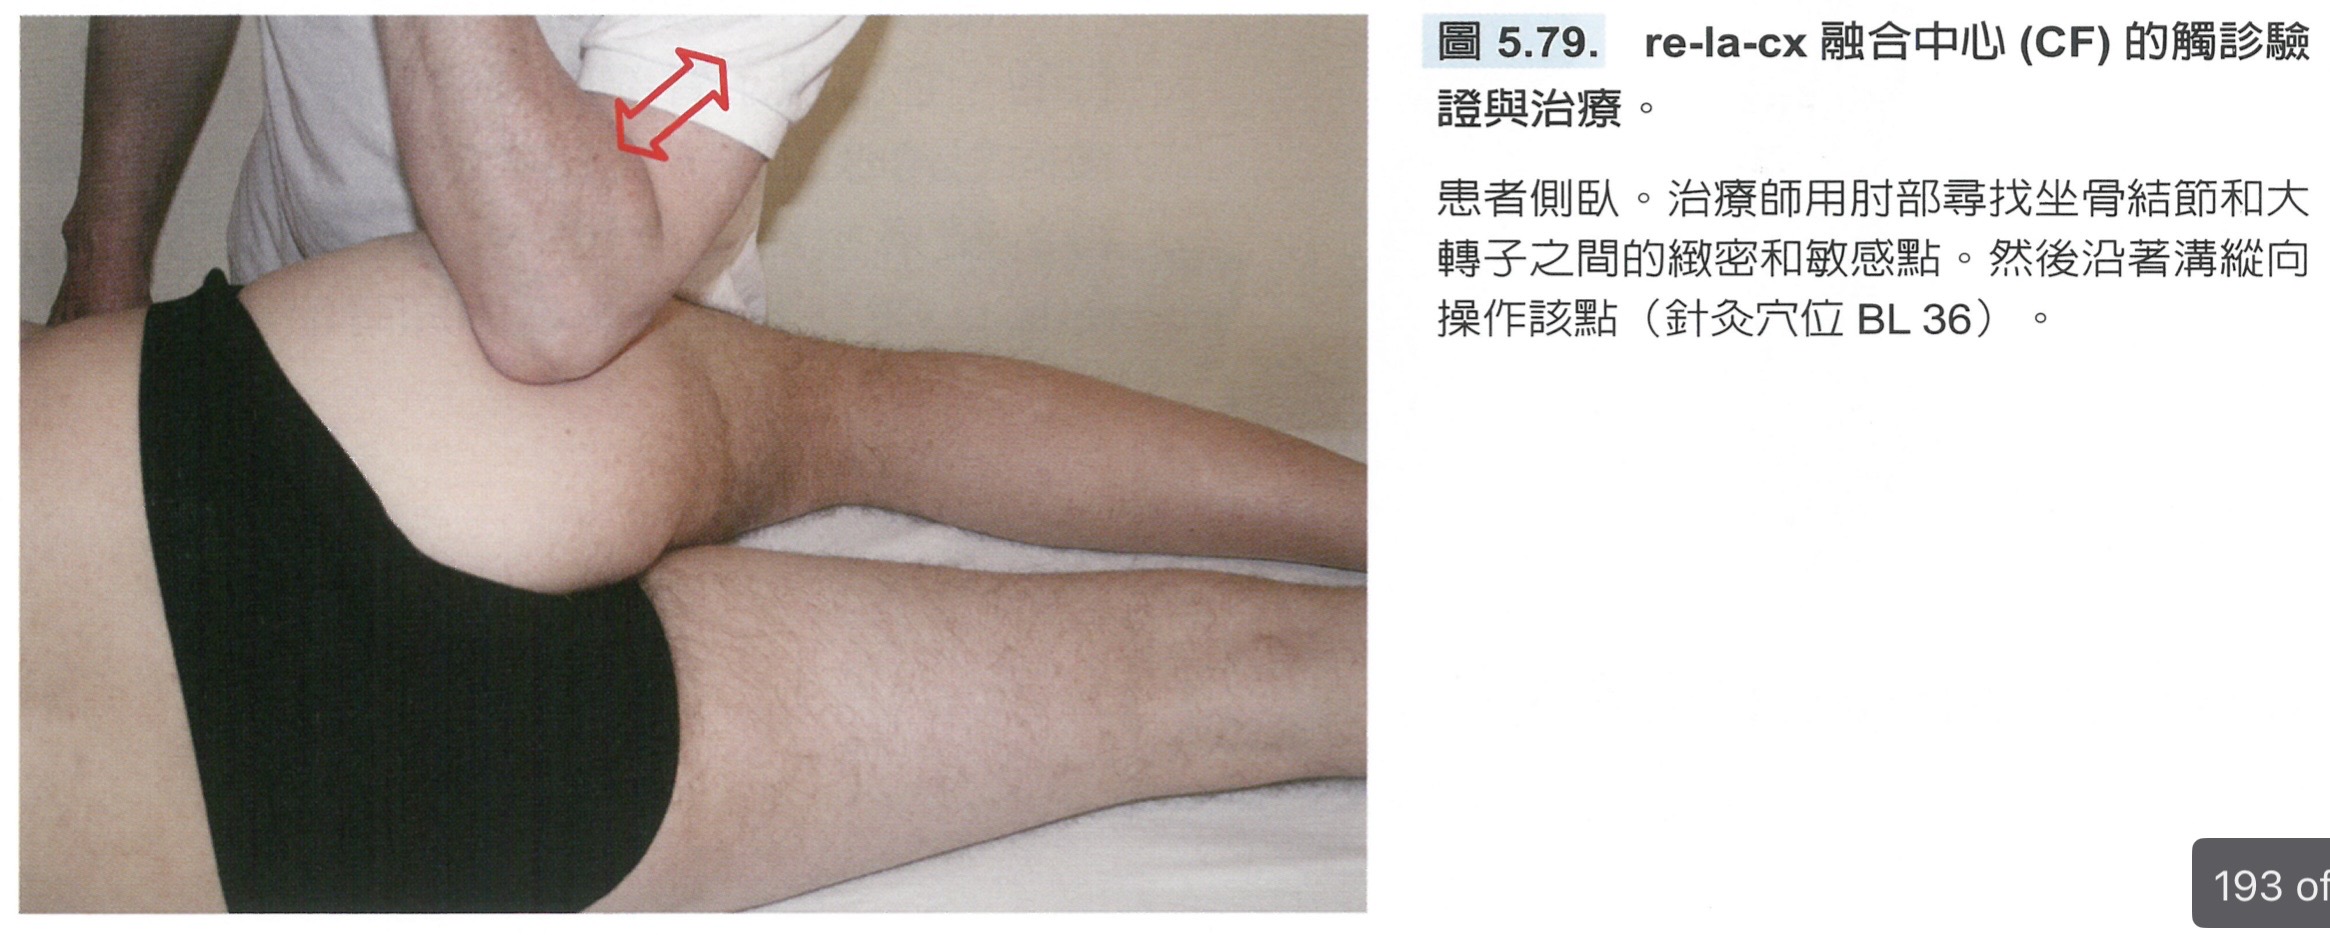 圖 5.79. re-la-cx 融合中心 (CF) 的觸診驗
證與治療。
患者側臥。治療師用肘部尋找坐骨結節和大
轉子之間的緻密和敏感點。然後沿著溝縱向
操作該點（針灸穴位 BL 36）。
193 of